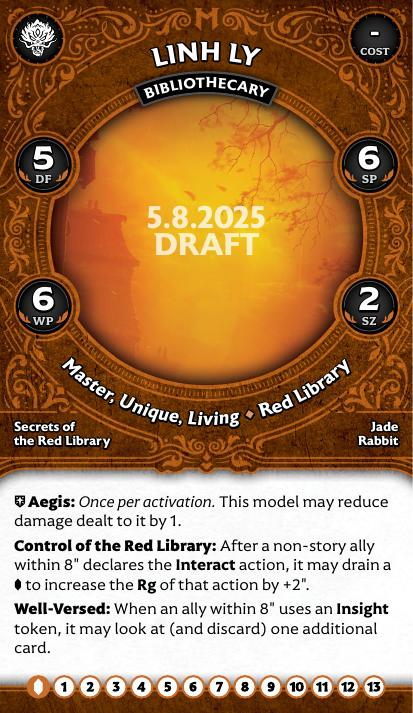 -
COST
LINH LY
BIBLIOTHECARY
5
DF
6
SP
5.8.2025
DRAFT
6
WP
2
SZ
Master, Unique, Living ♦ Red Library
Secrets of
the Red Library
Jade
Rabbit
Aegis: Once per activation. This model may reduce
damage dealt to it by 1.
Control of the Red Library: After a non-story ally
within 8" declares the Interact action, it may drain a
to increase the Rg of that action by +2".
Well-Versed: When an ally within 8" uses an Insight
token, it may look at (and discard) one additional
card.
1 2 3 4 5 6 7 8 9 10 11 12 13